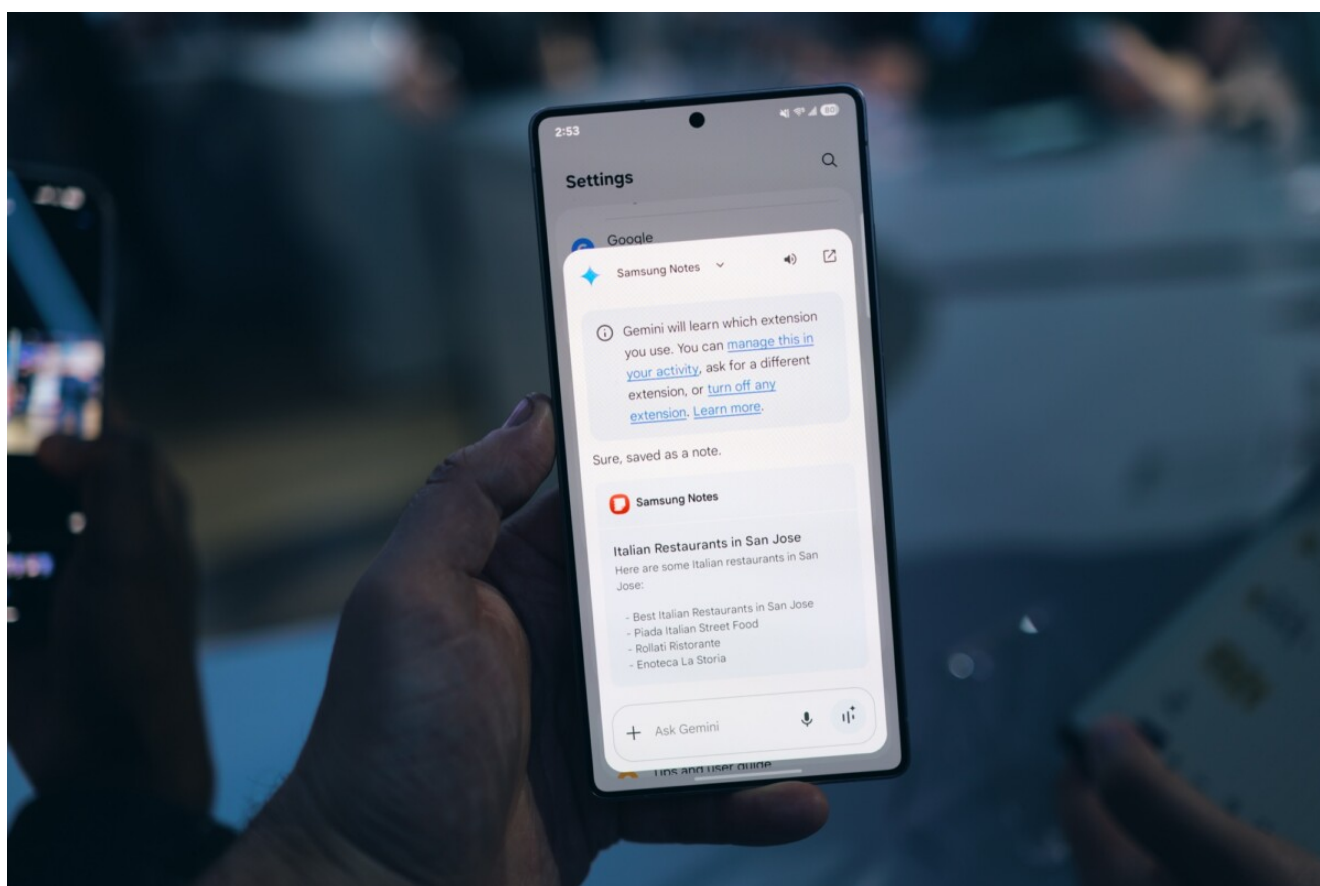 2:53
80
Settings
Google
Samsung Notes
Gemini will learn which extension
you use. You can manage this in
your activity, ask for a different
extension, or turn off any
extension. Learn more.
Sure, saved as a note.
Samsung Notes
Italian Restaurants in San Jose
Here are some Italian restaurants in San
Jose:
- Best Italian Restaurants in San Jose
- Piada Italian Street Food
- Rollati Ristorante
- Enoteca La Storia
Ask Gemini
Tips and user guide